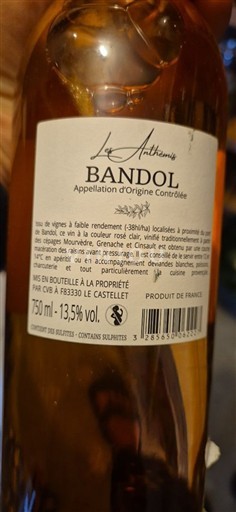 Les Anthémis
BANDOL
Appellation d'Origine Contrôlée
Issu de vignes à faible rendement (-38hl/ha) localisées à proximité du port
de Bandol, ce vin à la couleur rosé clair, vinifié traditionnellement à partir
des cépages Mourvèdre, Grenache et Cinsault est obtenu par une courte
macération des raisins avant pressurage. Il est conseillé de le servir entre 12 et
14°C, en apéritif ou en accompagnement de viandes blanches, poissons
charcuterie et tout particulièrement cuisine provençale
MIS EN BOUTEILLE À LA PROPRIÉTÉ
PAR CVB À F83330 LE CASTELLET
PRODUIT DE FRANCE
750 ml - 13,5% vol.
CONTIENT DES SULFITES - CONTAINS SULPHITES